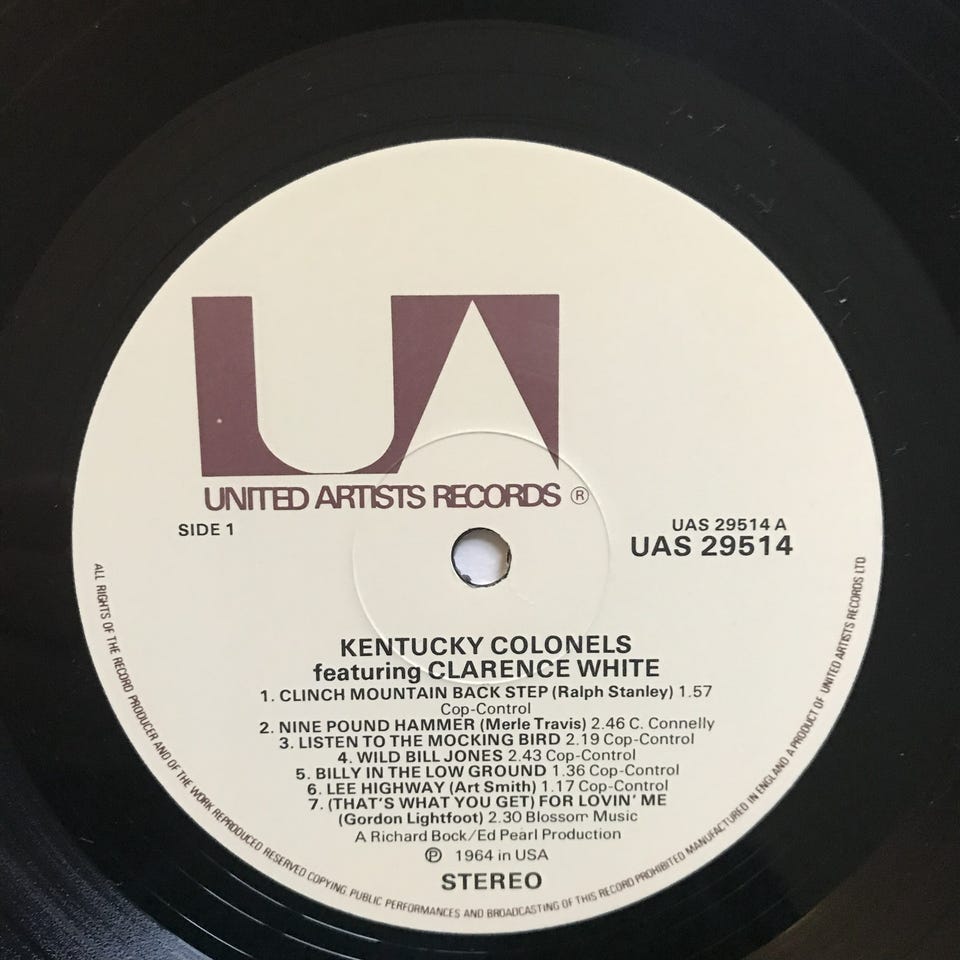 UA
UNITED ARTISTS RECORDS ®
SIDE 1
UAS 29514 A
UAS 29514
KENTUCKY COLONELS
featuring CLARENCE WHITE
1. CLINCH MOUNTAIN BACK STEP (Ralph Stanley) 1.57
Cop-Control
2. NINE POUND HAMMER (Merle Travis) 2.46 C. Connelly
3. LISTEN TO THE MOCKING BIRD 2.19 Cop-Control
4. WILD BILL JONES 2.43 Cop-Control
5. BILLY IN THE LOW GROUND 1.36 Cop-Control
6. LEE HIGHWAY (Art Smith) 1.17 Cop-Control
7. (THAT'S WHAT YOU GET) FOR LOVIN' ME
(Gordon Lightfoot) 2.30 Blossom Music
A Richard Bock/Ed Pearl Production
℗ 1964 in USA
STEREO
ALL RIGHTS OF THE RECORD PRODUCER AND OF THE WORK REPRODUCED RESERVED COPYING PUBLIC PERFORMANCES AND BROADCASTING OF THIS RECORD PROHIBITED MANUFACTURED IN ENGLAND A PRODUCT OF UNITED ARTISTS RECORDS LTD